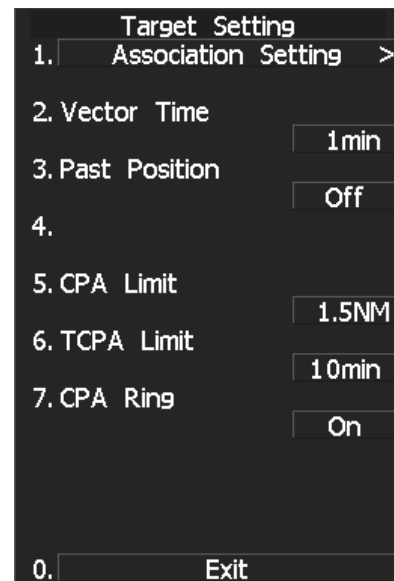 Target Setting
1. Association Setting >
2. Vector Time
1min
3. Past Position
Off
4.
5. CPA Limit
1.5NM
6. TCPA Limit
10min
7. CPA Ring
On
0. Exit